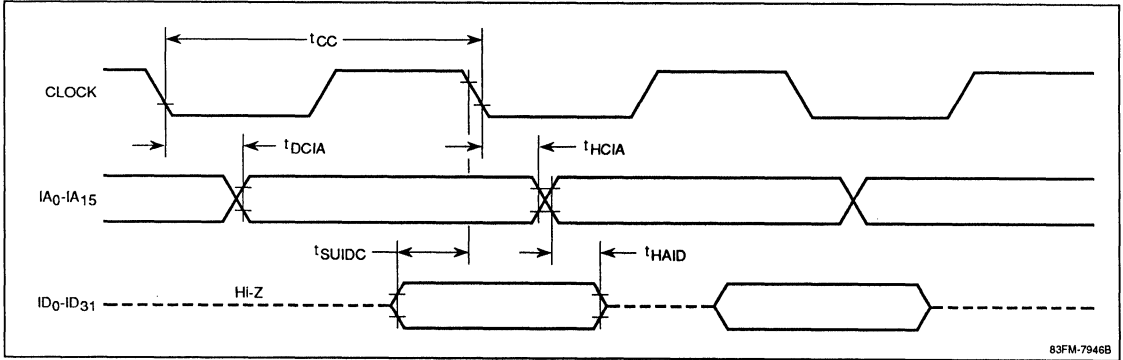 tCC
CLOCK
tDCIA
tHCIA
IA0-IA15
tSUIDC
tHAID
Hi-Z
ID0-ID31
83FM-7946B